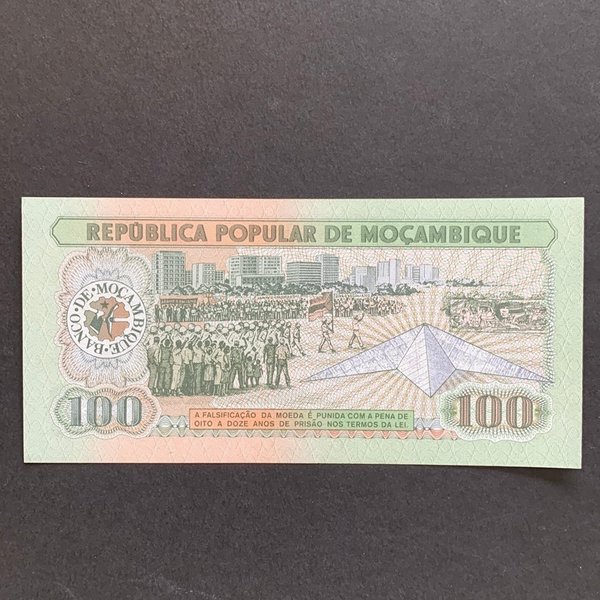 REPÚBLICA POPULAR DE MOÇAMBIQUE
BANCO·DE·MOÇAMBIQUE·
100
100
A FALSIFICAÇÃO DA MOEDA É PUNIDA COM A PENA DE
OITO A DOZE ANOS DE PRISÃO NOS TERMOS DA LEI.